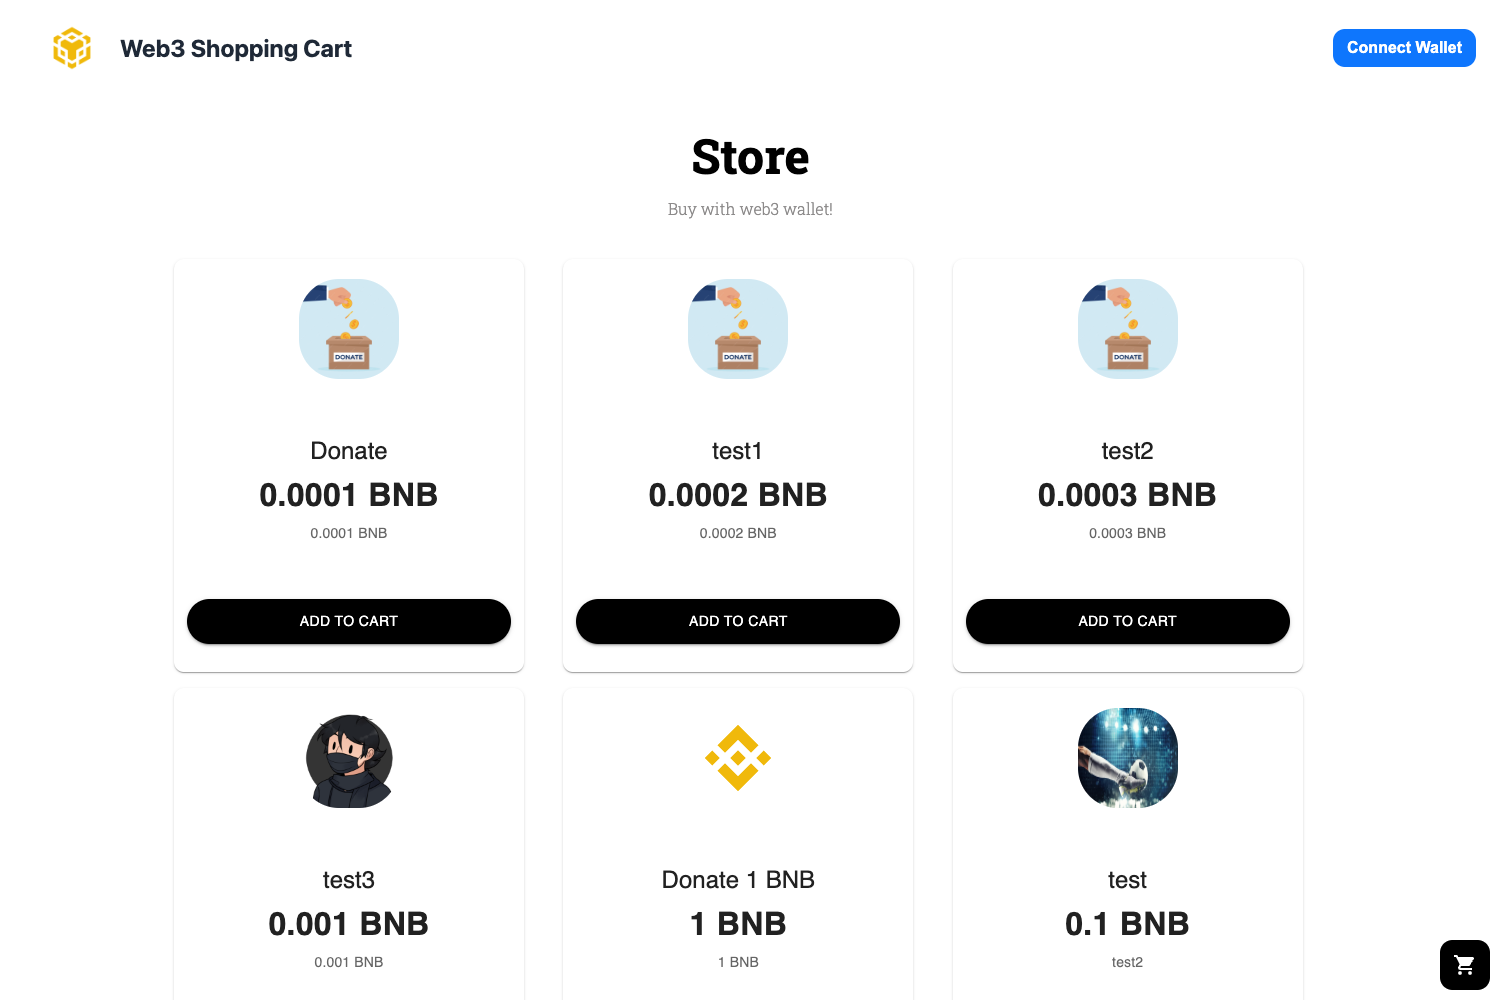 Web3 Shopping Cart
Connect Wallet
Store
Buy with web3 wallet!
DONATE
DONATE
DONATE
Donate
test1
test2
0.0001 BNB
0.0002 BNB
0.0003 BNB
0.0001 BNB
0.0002 BNB
0.0003 BNB
ADD TO CART
ADD TO CART
ADD TO CART
test3
Donate 1 BNB
test
0.001 BNB
1 BNB
0.1 BNB
0.001 BNB
1 BNB
test2